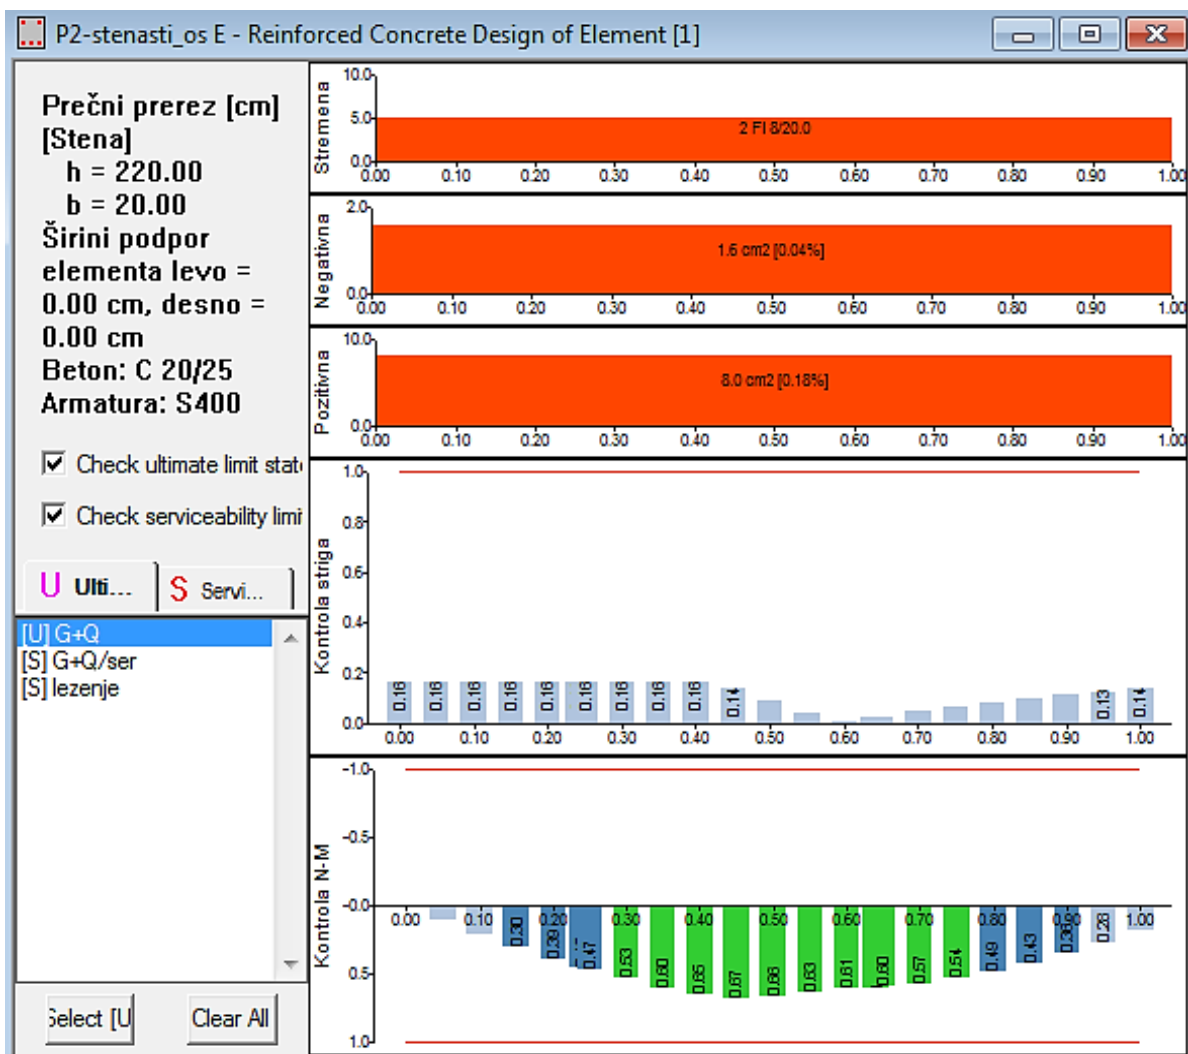 P2-stenasti_os E - Reinforced Concrete Design of Element [1]
Prečni prerez [cm]
[Stena]
h = 220.00
b = 20.00
Širini podpor
elementa levo =
0.00 cm, desno =
0.00 cm
Beton: C 20/25
Armatura: S400
Check ultimate limit stat
Check serviceability limi
U Ulti...
S Servi...
[U] G+Q
[S] G+Q/ser
[S] lezenje
Select [U
Clear All
Stremena
10.0
5.0
0.0
2 FI 8/20.0
0.00 0.10 0.20 0.30 0.40 0.50 0.60 0.70 0.80 0.90 1.00
Negativna
2.0
0.0
1.6 cm2 [0.04%]
0.00 0.10 0.20 0.30 0.40 0.50 0.60 0.70 0.80 0.90 1.00
Pozitivna
10.0
0.0
8.0 cm2 [0.18%]
0.00 0.10 0.20 0.30 0.40 0.50 0.60 0.70 0.80 0.90 1.00
Kontrola striga
1.0
0.8
0.6
0.4
0.2
0.0
0.16 0.16 0.16 0.16 0.16 0.16 0.16 0.16 0.16 0.14 0.13 0.14
0.00 0.10 0.20 0.30 0.40 0.50 0.60 0.70 0.80 0.90 1.00
Kontrola N-M
-1.0
-0.5
-0.0
0.5
1.0
0.00 0.10 0.20 0.30 0.40 0.50 0.60 0.70 0.80 0.90 1.00
0.30 0.39 0.47 0.53 0.60 0.65 0.67 0.66 0.63 0.61 0.60 0.57 0.54 0.49 0.43 0.36 0.28